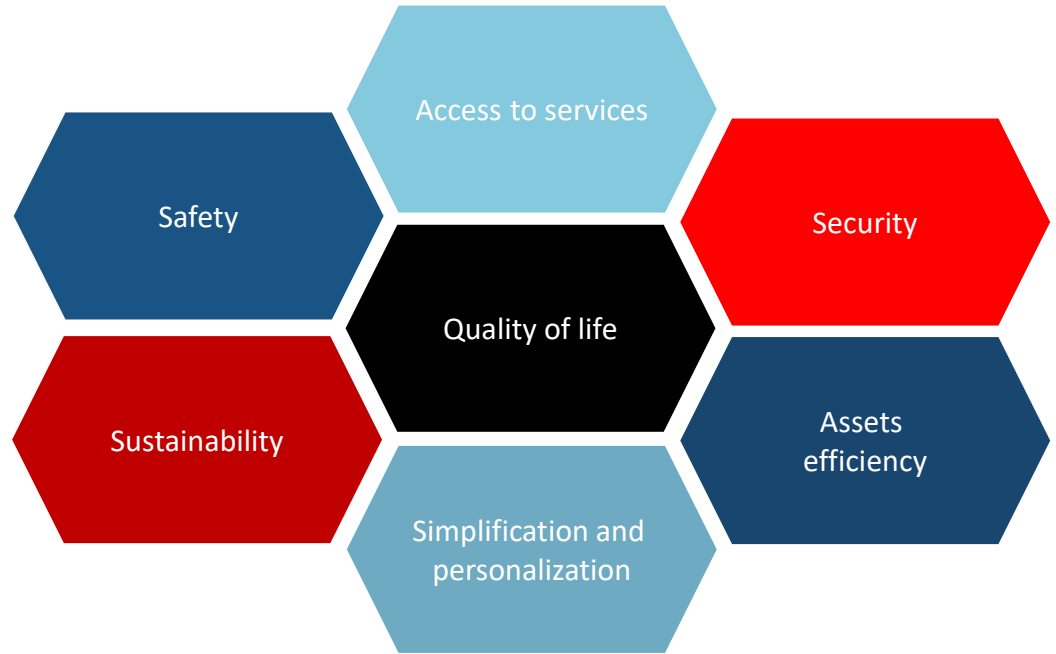 Access to services
Safety
Security
Quality of life
Sustainability
Assets
efficiency
Simplification and
personalization